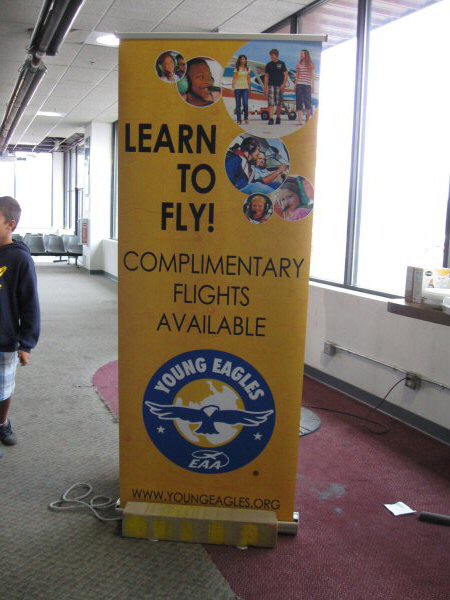 LEARN
TO
FLY!
COMPLIMENTARY
FLIGHTS
AVAILABLE
YOUNG EAGLES
EAA
®
WWW.YOUNGEAGLES.ORG